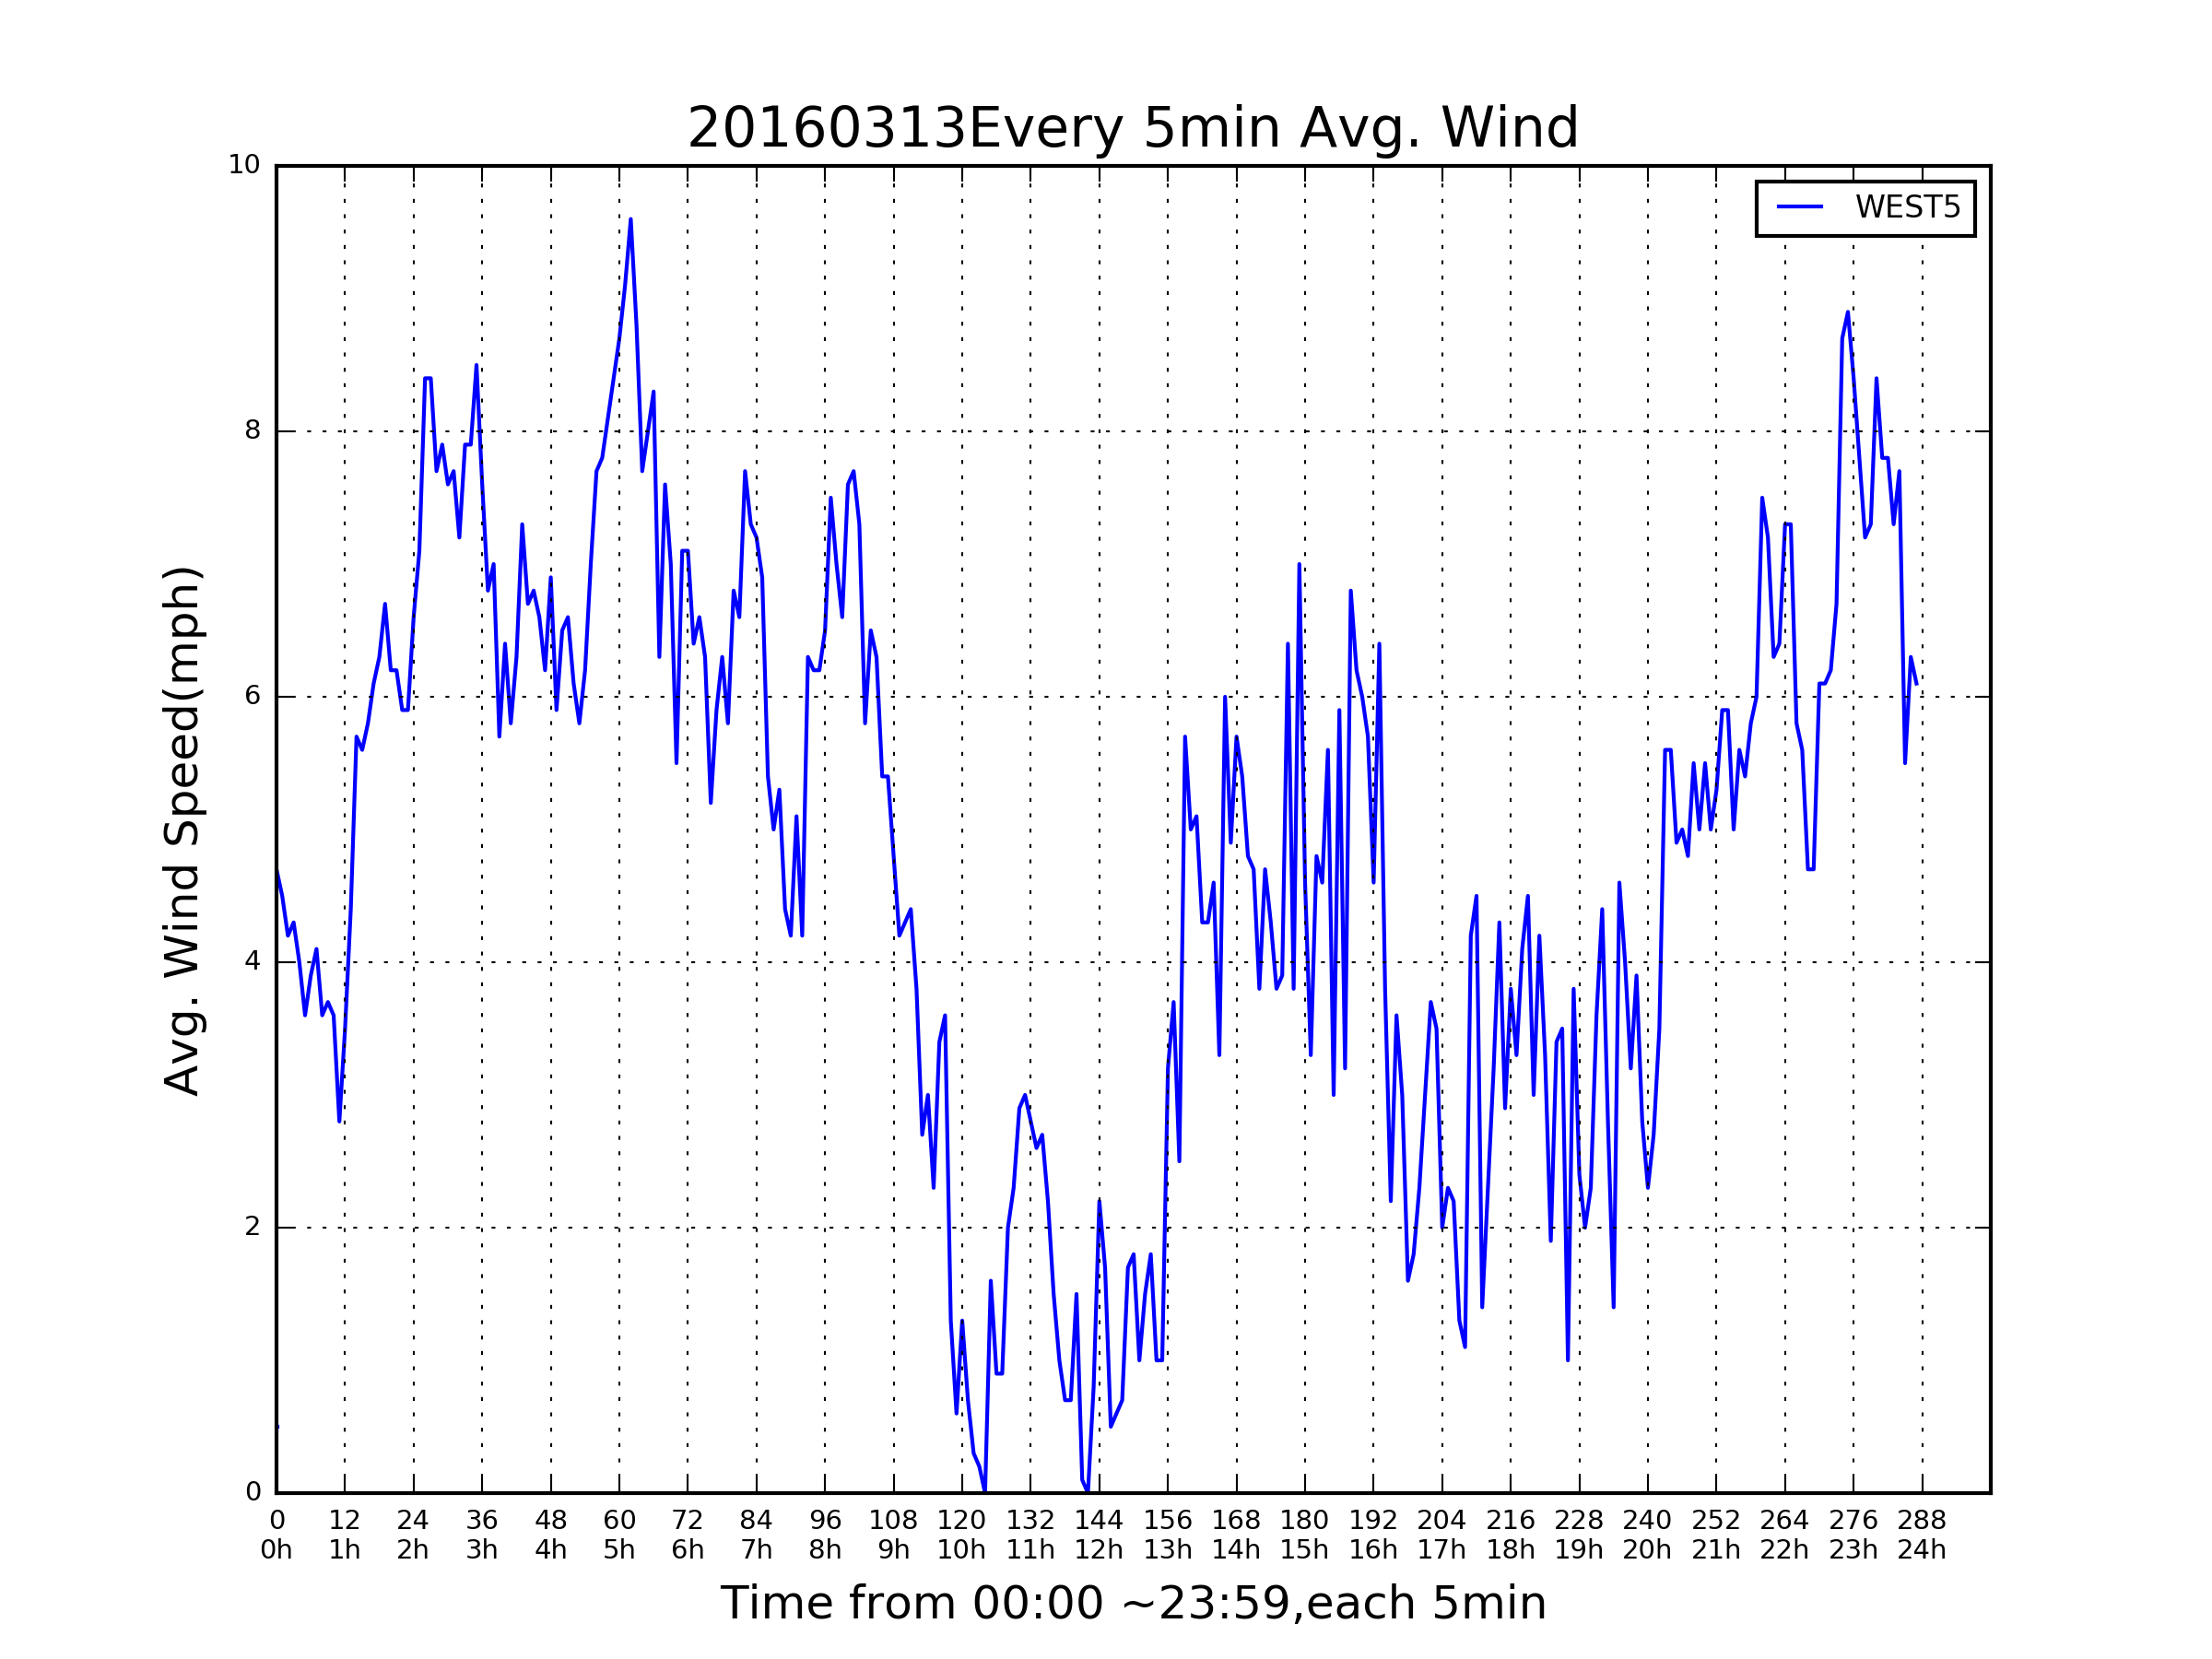 20160313Every 5min Avg. Wind
WEST5
10
8
6
4
2
0
Avg. Wind Speed(mph)
0 12 24 36 48 60 72 84 96 108 120 132 144 156 168 180 192 204 216 228 240 252 264 276 288
0h 1h 2h 3h 4h 5h 6h 7h 8h 9h 10h 11h 12h 13h 14h 15h 16h 17h 18h 19h 20h 21h 22h 23h 24h
Time from 00:00 ~23:59,each 5min